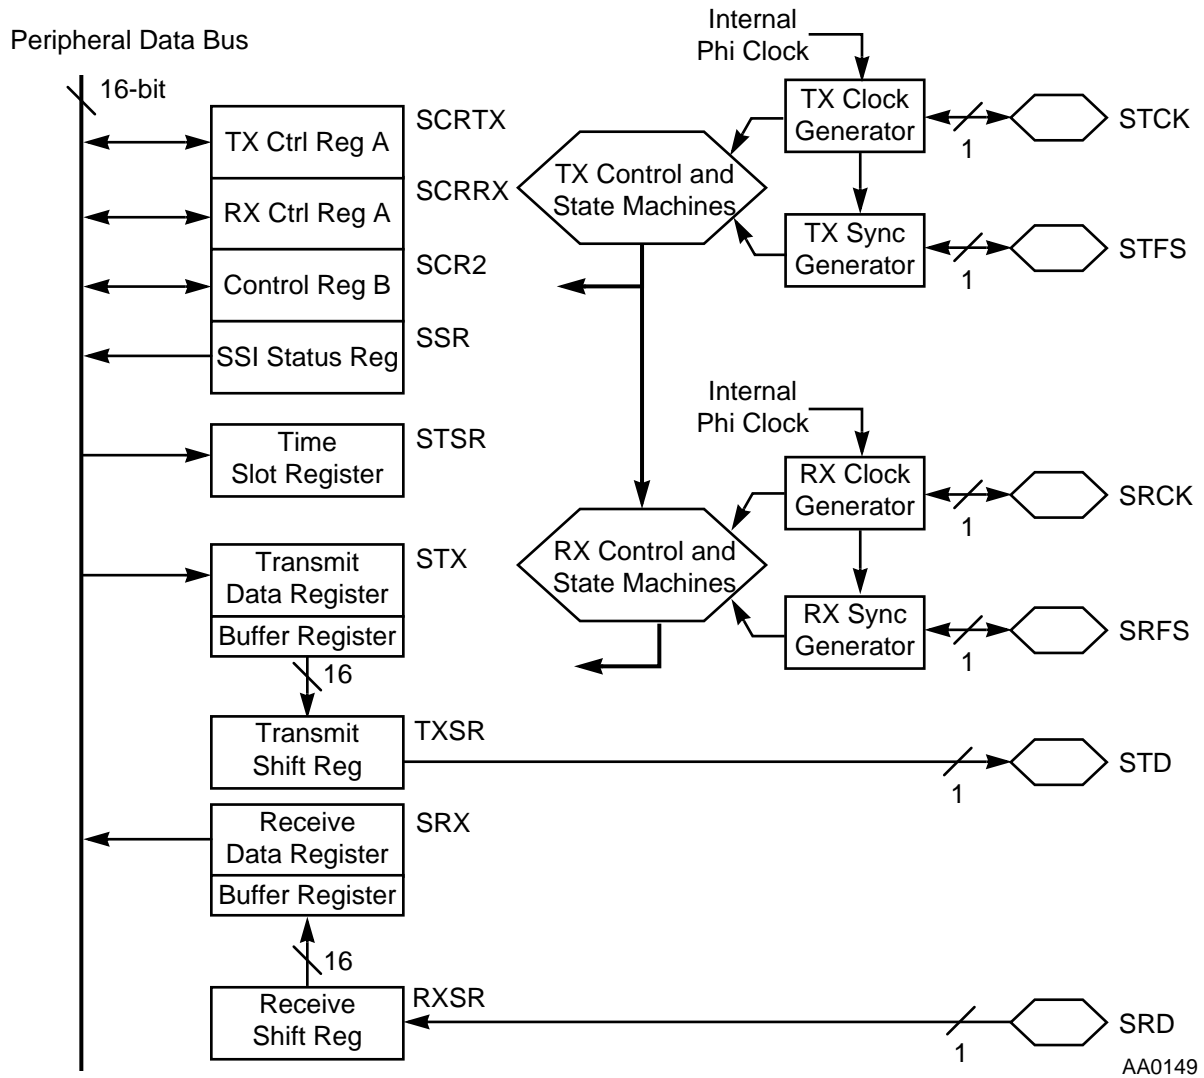 Peripheral Data Bus
16-bit
TX Ctrl Reg A
SCRTX
RX Ctrl Reg A
SCRRX
Control Reg B
SCR2
SSI Status Reg
SSR
Time
Slot Register
STSR
Transmit
Data Register
STX
Buffer Register
16
Transmit
Shift Reg
TXSR
Receive
Data Register
SRX
Buffer Register
16
Receive
Shift Reg
RXSR
Internal
Phi Clock
TX Clock
Generator
1
STCK
TX Control and
State Machines
TX Sync
Generator
1
STFS
Internal
Phi Clock
RX Clock
Generator
1
SRCK
RX Control and
State Machines
RX Sync
Generator
1
SRFS
1
STD
1
SRD
AA0149